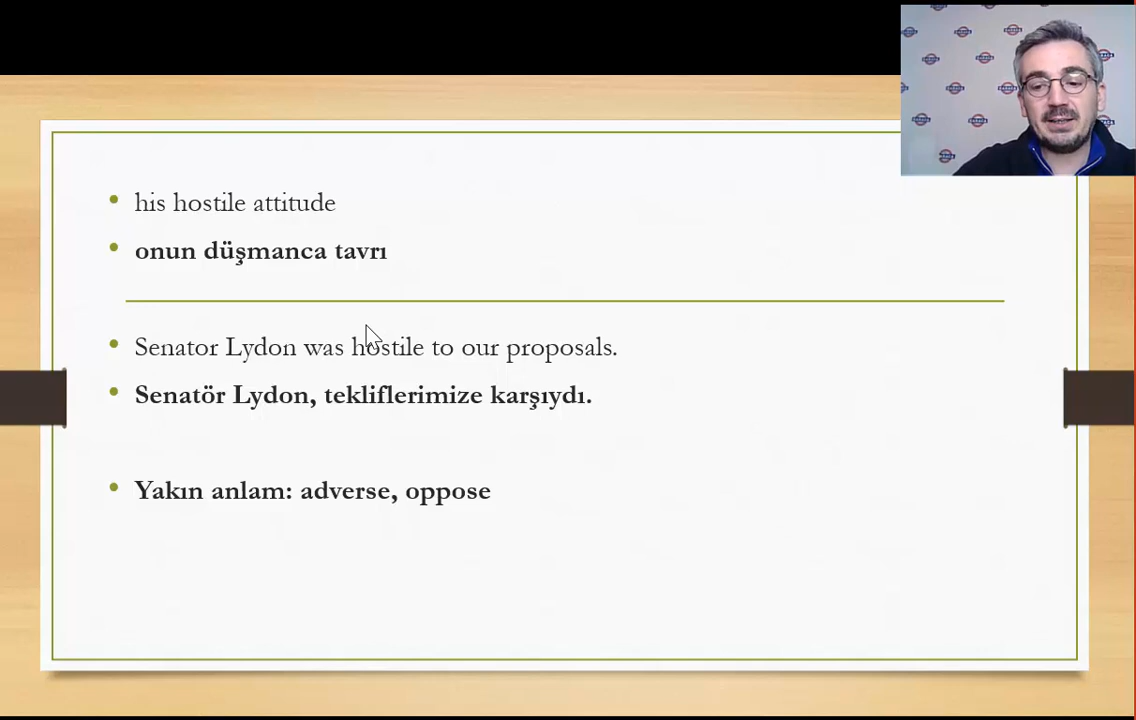 his hostile attitude
onun düşmanca tavrı
Senator Lydon was hostile to our proposals.
Senatör Lydon, tekliflerimize karşıydı.
Yakın anlam: adverse, oppose